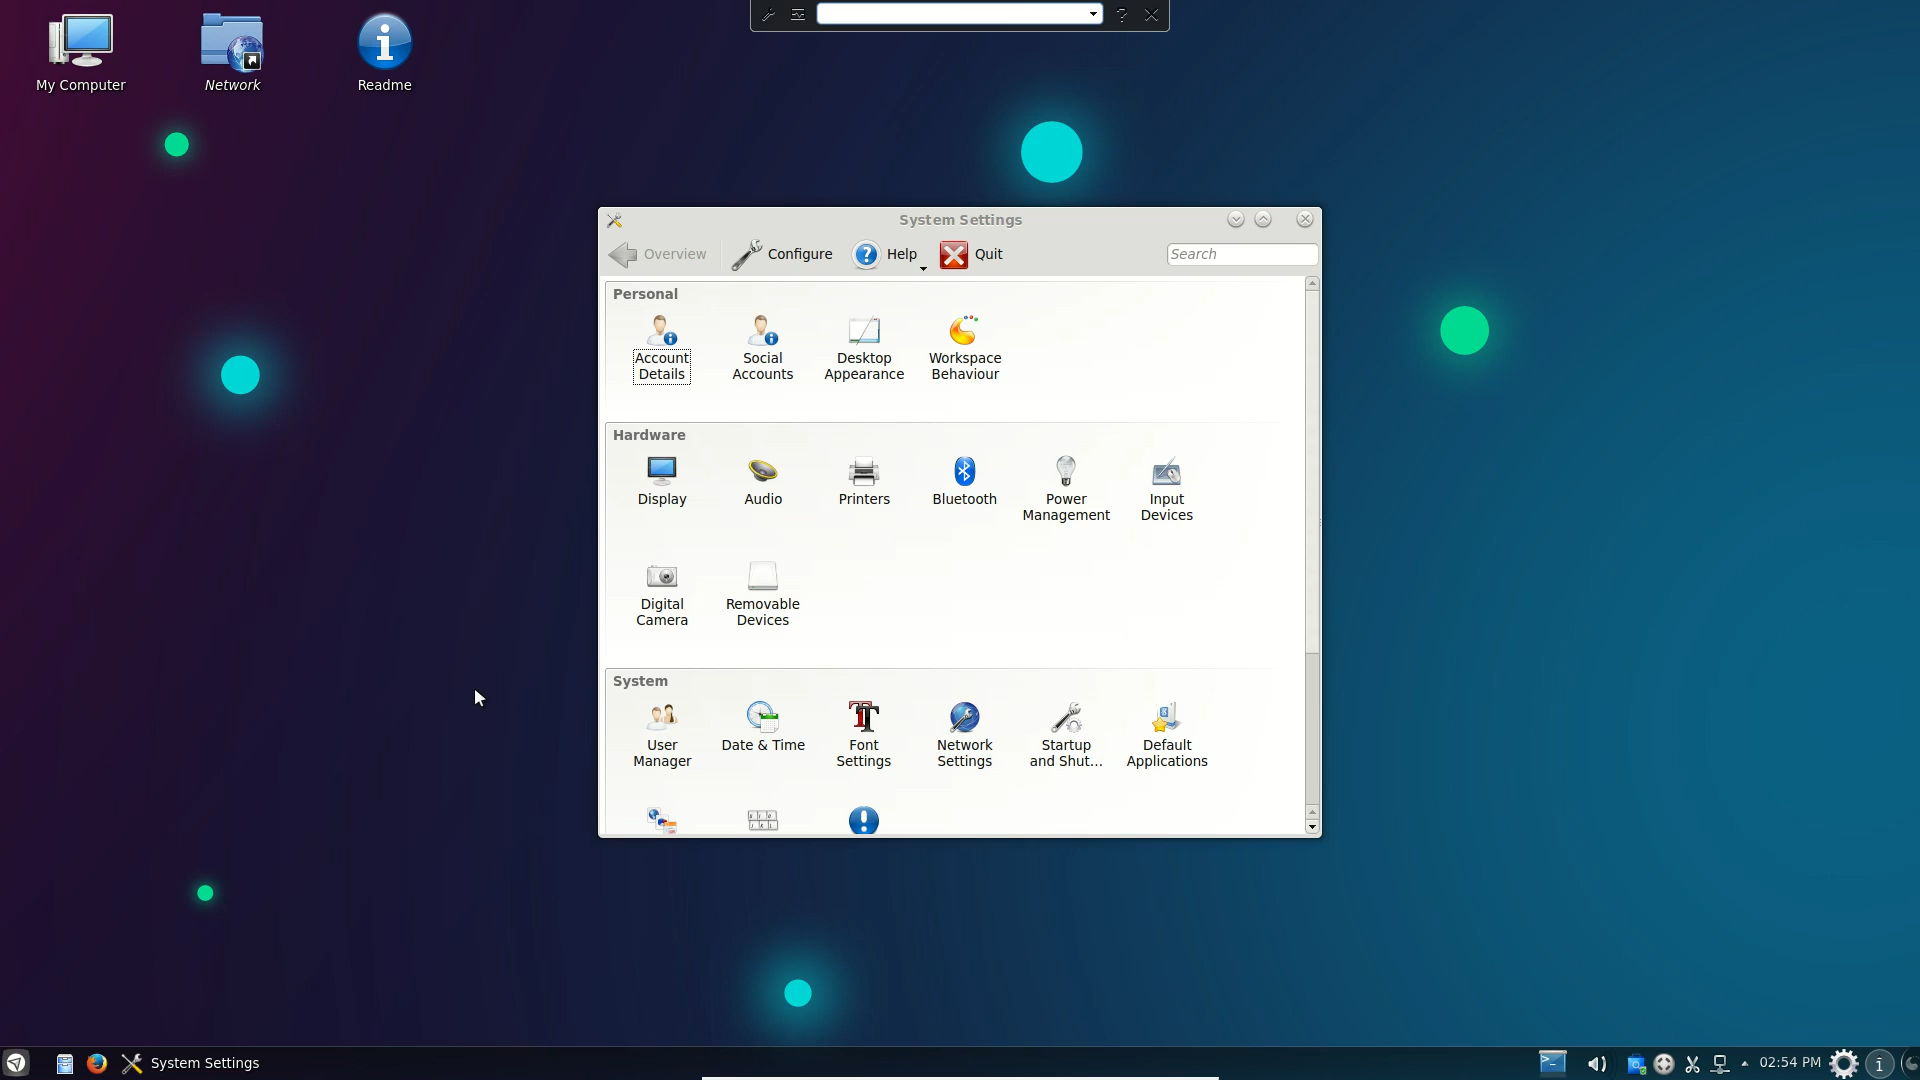 My Computer
Network
Readme
System Settings
Overview
Configure
Help
Quit
Search
Personal
Account
Details
Social
Accounts
Desktop
Appearance
Workspace
Behaviour
Hardware
Display
Audio
Printers
Bluetooth
Power
Management
Input
Devices
Digital
Camera
Removable
Devices
System
User
Manager
Date & Time
Font
Settings
Network
Settings
Startup
and Shut...
Default
Applications
System Settings
02:54 PM